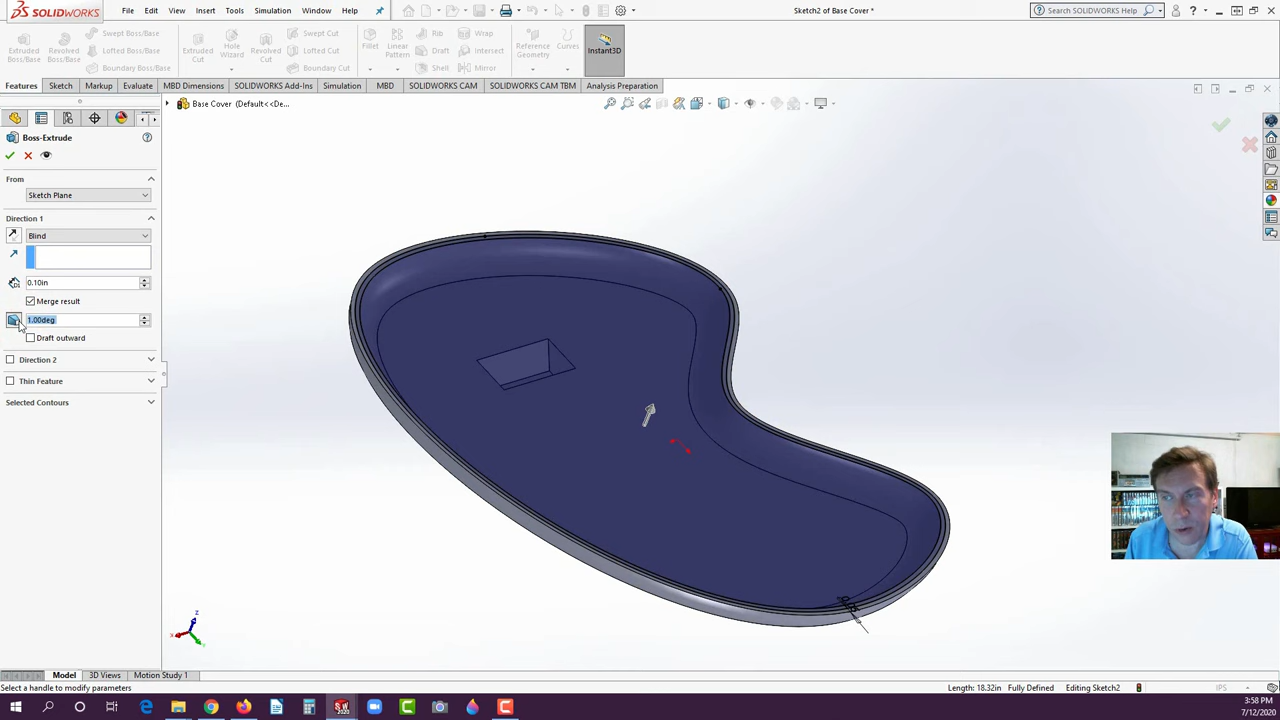 SOLIDWORKS
File Edit View Insert Tools Simulation Window Help
Sketch2 of Base Cover *
Search SOLIDWORKS Help
Extruded Boss/Base
Revolved Boss/Base
Swept Boss/Base
Lofted Boss/Base
Boundary Boss/Base
Extruded Cut
Hole Wizard
Revolved Cut
Swept Cut
Lofted Cut
Boundary Cut
Fillet
Linear Pattern
Rib
Draft
Shell
Wrap
Intersect
Mirror
Reference Geometry
Curves
Instant3D
Features Sketch Markup Evaluate MBD Dimensions SOLIDWORKS Add-Ins Simulation MBD SOLIDWORKS CAM SOLIDWORKS CAM TBM Analysis Preparation
Base Cover (Default<<De...
Boss-Extrude
From
Sketch Plane
Direction 1
Blind
0.10in
Merge result
1.00deg
Draft outward
Direction 2
Thin Feature
Selected Contours
Z
X
Y
Model 3D Views Motion Study 1
Select a handle to modify parameters
Length: 18.32in Fully Defined Editing Sketch2
IPS
3:58 PM
7/12/2020